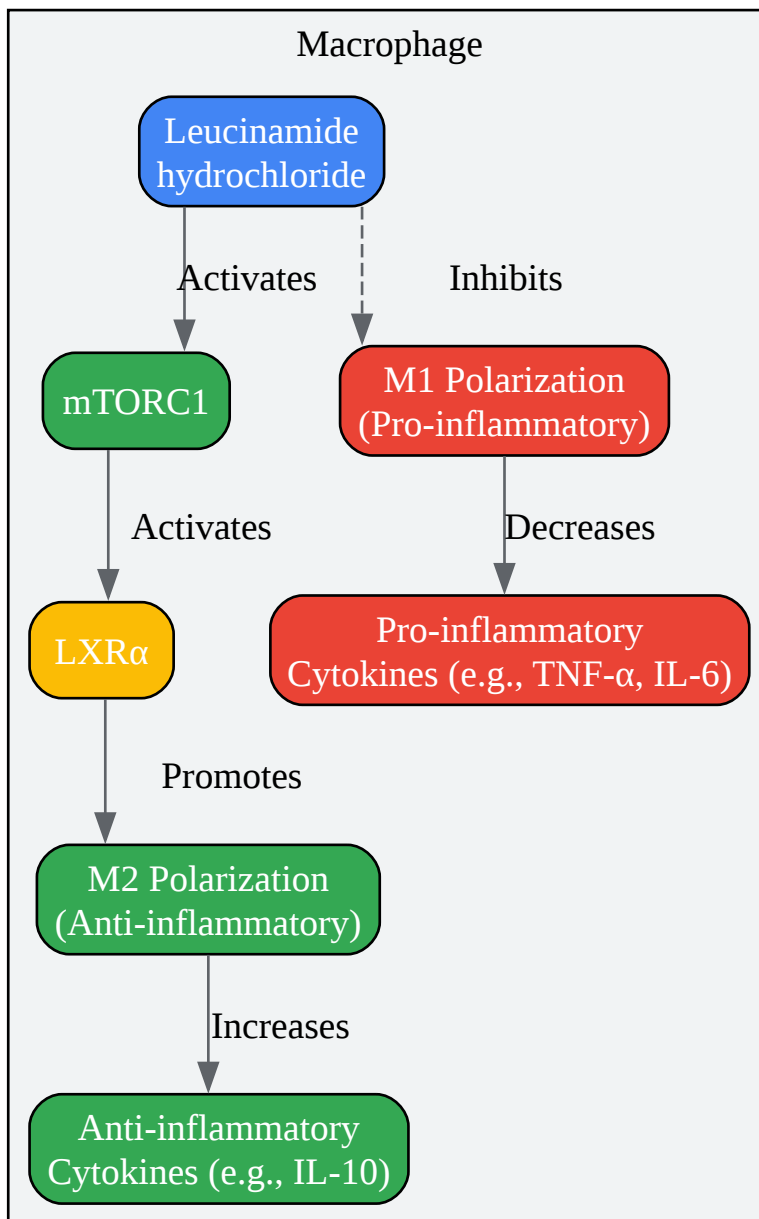 Macrophage
Leucinamide
hydrochloride
Activates
Inhibits
mTORC1
M1 Polarization
(Pro-inflammatory)
Activates
Decreases
LXRα
Pro-inflammatory
Cytokines (e.g., TNF-α, IL-6)
Promotes
M2 Polarization
(Anti-inflammatory)
Increases
Anti-inflammatory
Cytokines (e.g., IL-10)